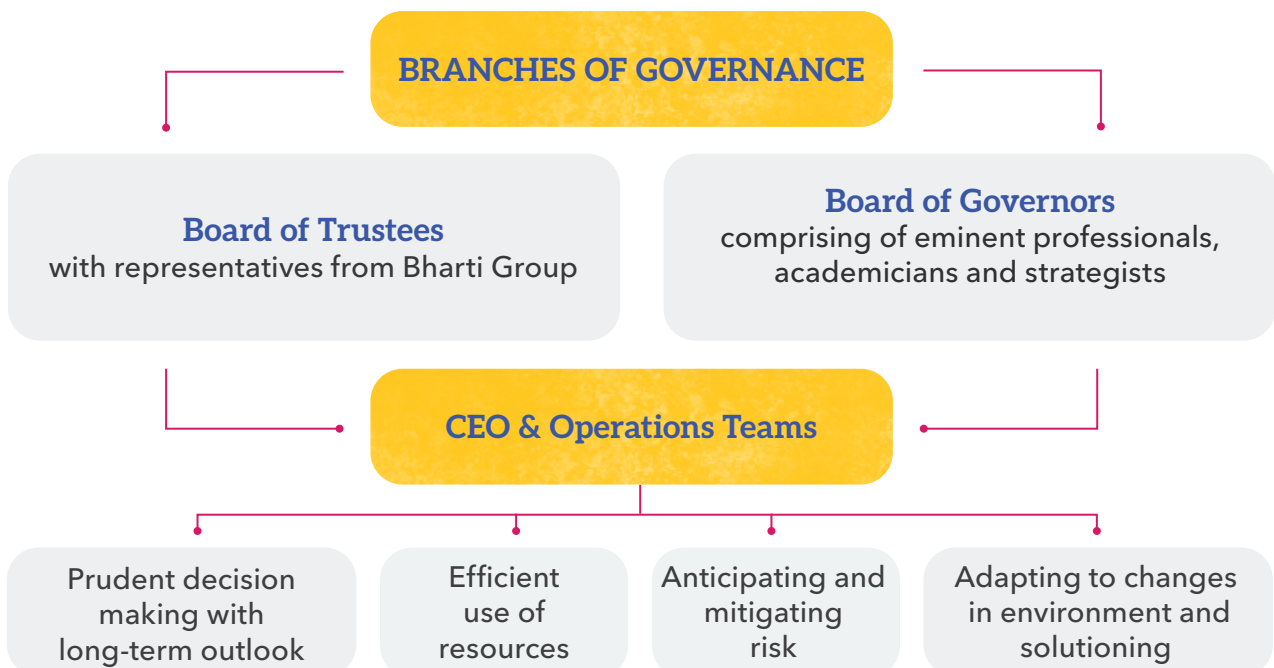 BRANCHES OF GOVERNANCE
Board of Trustees
with representatives from Bharti Group
Board of Governors
comprising of eminent professionals,
academicians and strategists
CEO & Operations Teams
Prudent decision
making with
long-term outlook
Efficient
use of
resources
Anticipating and
mitigating
risk
Adapting to changes
in environment and
solutioning